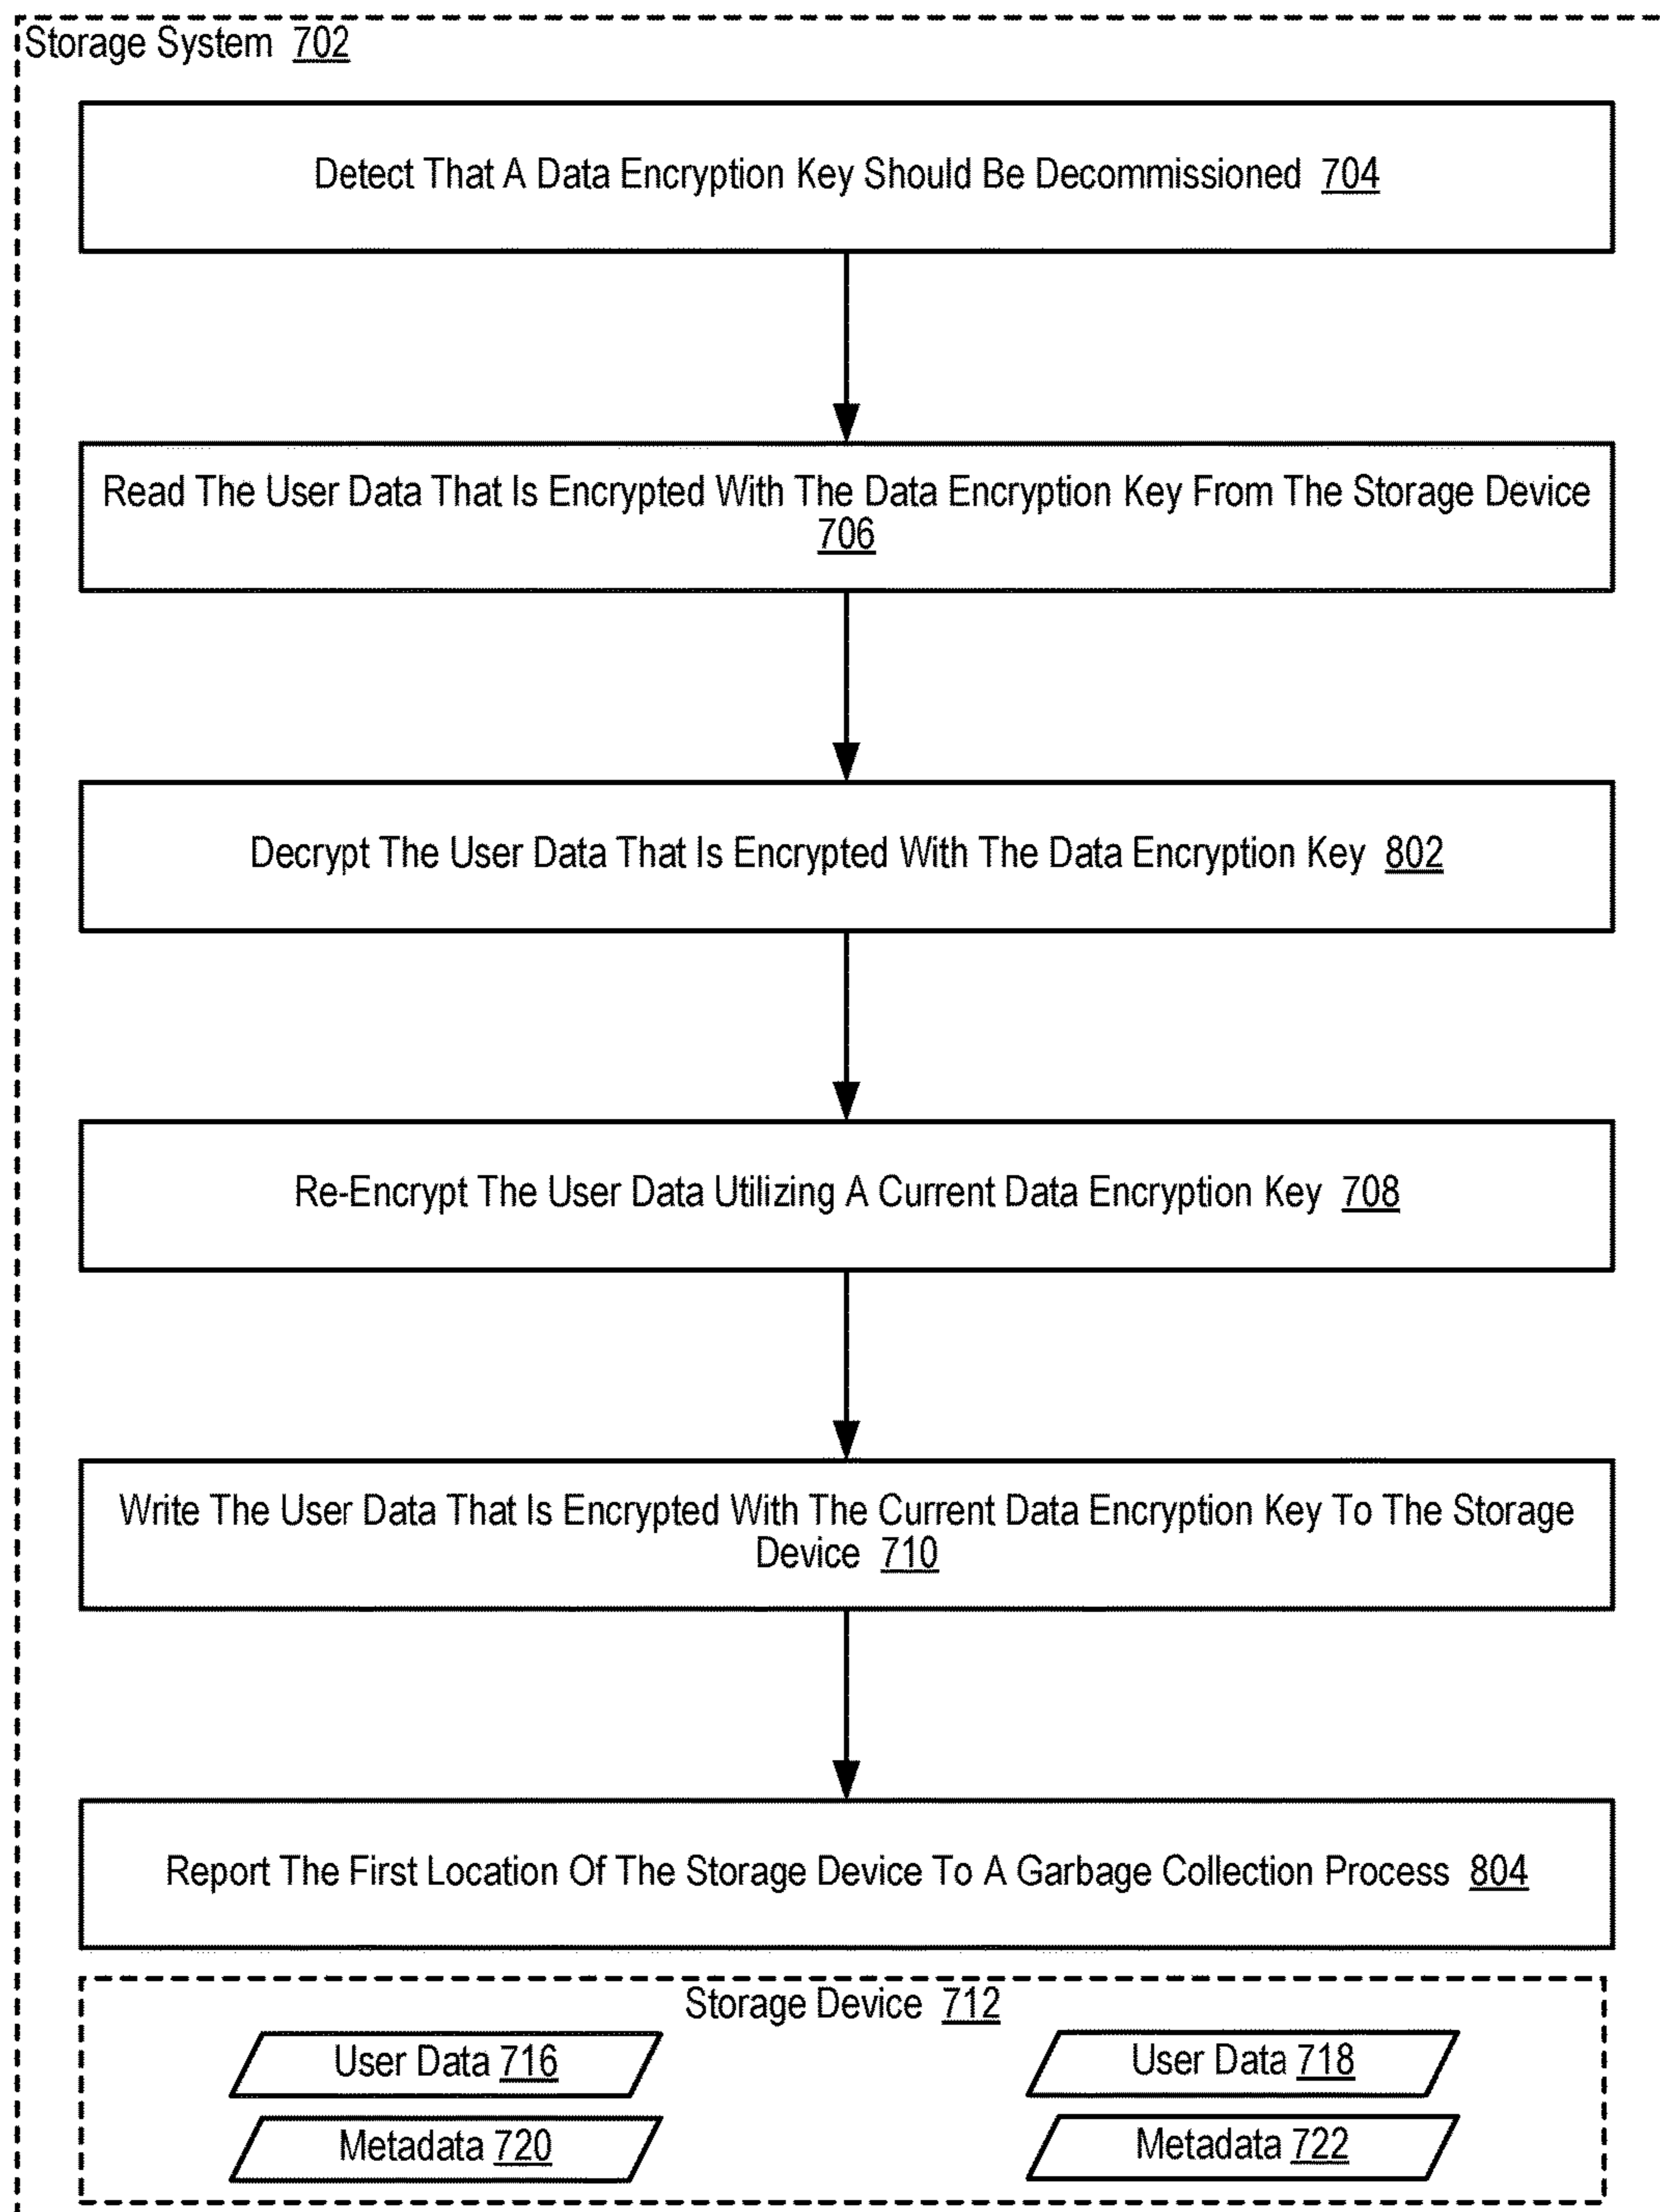 Storage System 702
Detect That A Data Encryption Key Should Be Decommissioned 704
Read The User Data That Is Encrypted With The Data Encryption Key From The Storage Device
706
Decrypt The User Data That Is Encrypted With The Data Encryption Key 802
Re-Encrypt The User Data Utilizing A Current Data Encryption Key 708
Write The User Data That Is Encrypted With The Current Data Encryption Key To The Storage
Device 710
Report The First Location Of The Storage Device To A Garbage Collection Process 804
Storage Device 712
User Data 716
User Data 718
Metadata 720
Metadata 722